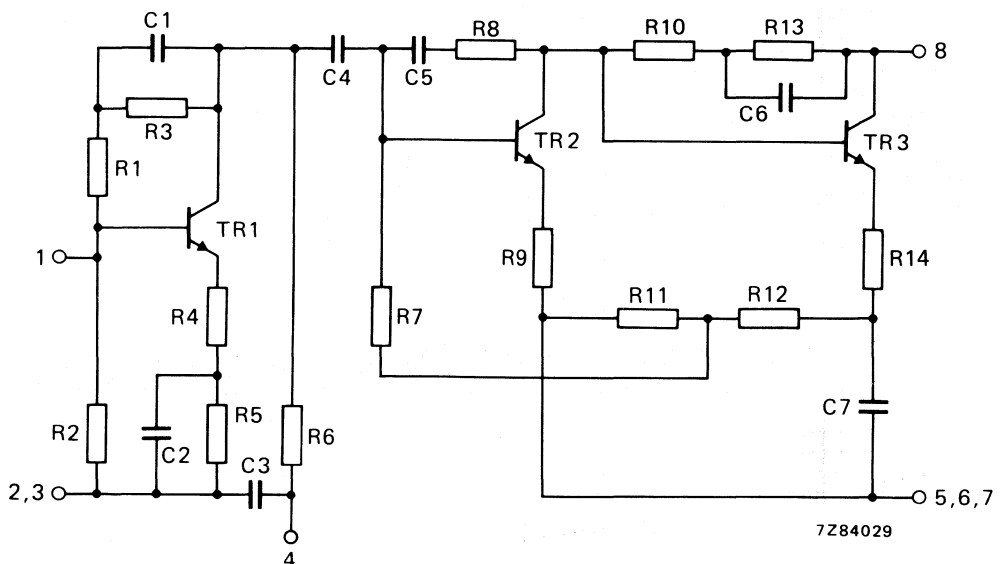 C1
R8
R10
R13
8
C4
C5
R3
C6
R1
TR2
TR3
TR1
1
R9
R14
R4
R7
R11
R12
R2
C2
R5
R6
C7
C3
2,3
5,6,7
4
7Z84029